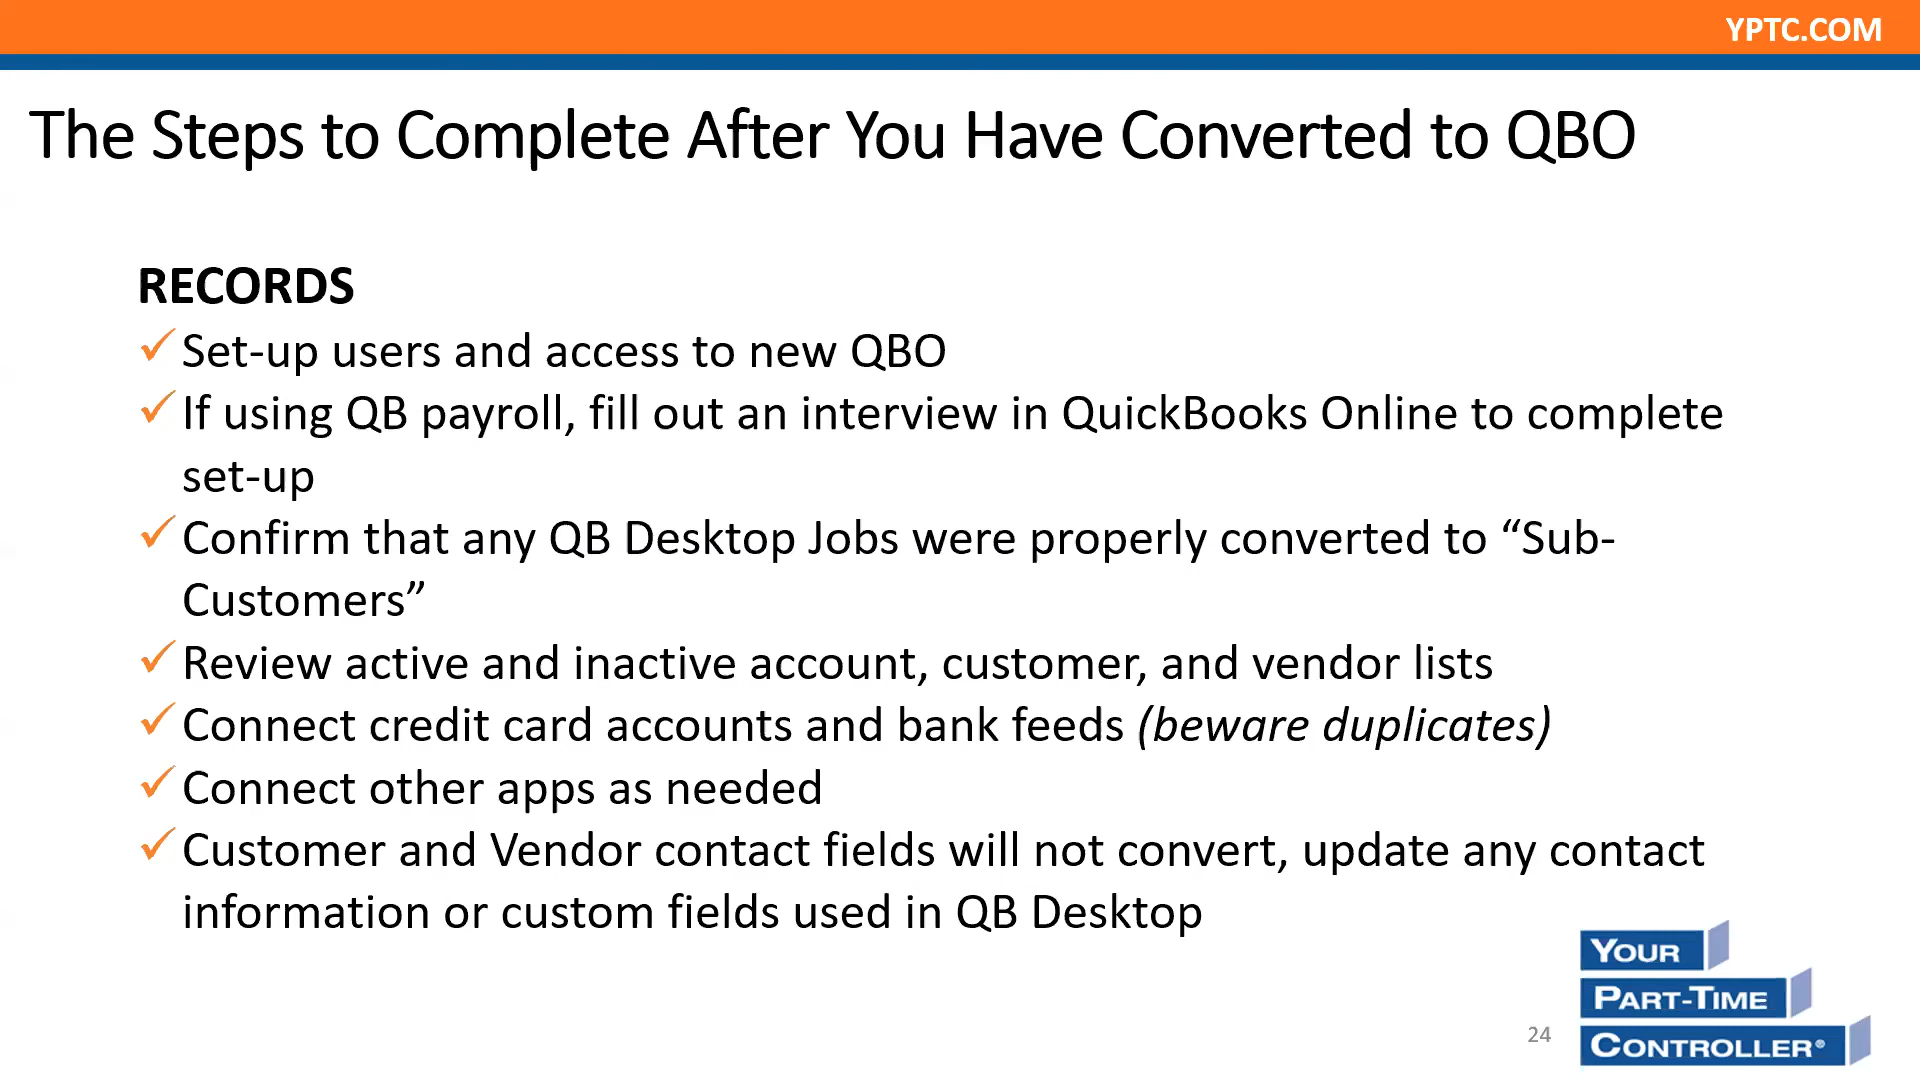 YPTC.COM
The Steps to Complete After You Have Converted to QBO
RECORDS
✓Set-up users and access to new QBO
✓If using QB payroll, fill out an interview in QuickBooks Online to complete
set-up
✓Confirm that any QB Desktop Jobs were properly converted to “Sub-
Customers”
✓Review active and inactive account, customer, and vendor lists
✓Connect credit card accounts and bank feeds (beware duplicates)
✓Connect other apps as needed
✓Customer and Vendor contact fields will not convert, update any contact
information or custom fields used in QB Desktop
YOUR
PART-TIME
CONTROLLER®
24